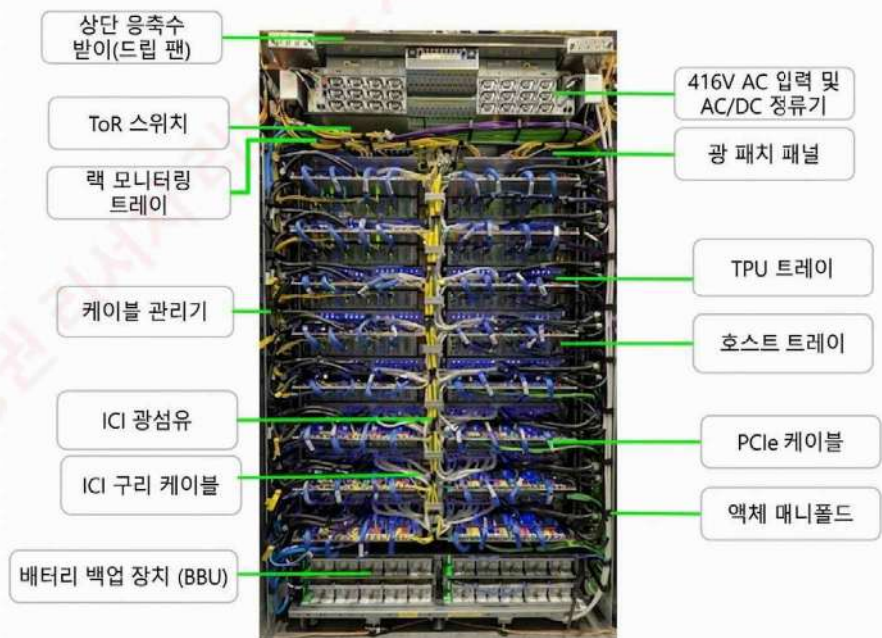 상단 응축수
받이(드립 팬)
416V AC 입력 및
AC/DC 정류기
ToR 스위치
광 패치 패널
랙 모니터링
트레이
TPU 트레이
케이블 관리기
호스트 트레이
ICI 광섬유
PCIe 케이블
ICI 구리 케이블
액체 매니폴드
배터리 백업 장치 (BBU)